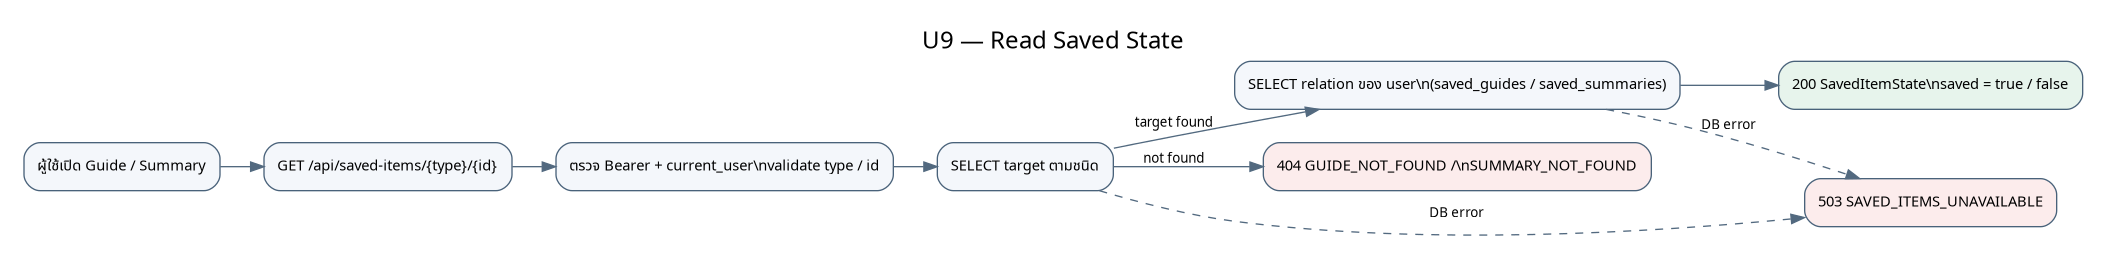 U9 — Read Saved State
ผู้ใช้เปิด Guide / Summary
GET /api/saved-items/{type}/{id}
ตรวจ Bearer + current_user\nvalidate type / id
SELECT target ตามชนิด
target found
SELECT relation ของ user\n(saved_guides / saved_summaries)
200 SavedItemState\nsaved = true / false
not found
404 GUIDE_NOT_FOUND /\nSUMMARY_NOT_FOUND
DB error
DB error
503 SAVED_ITEMS_UNAVAILABLE